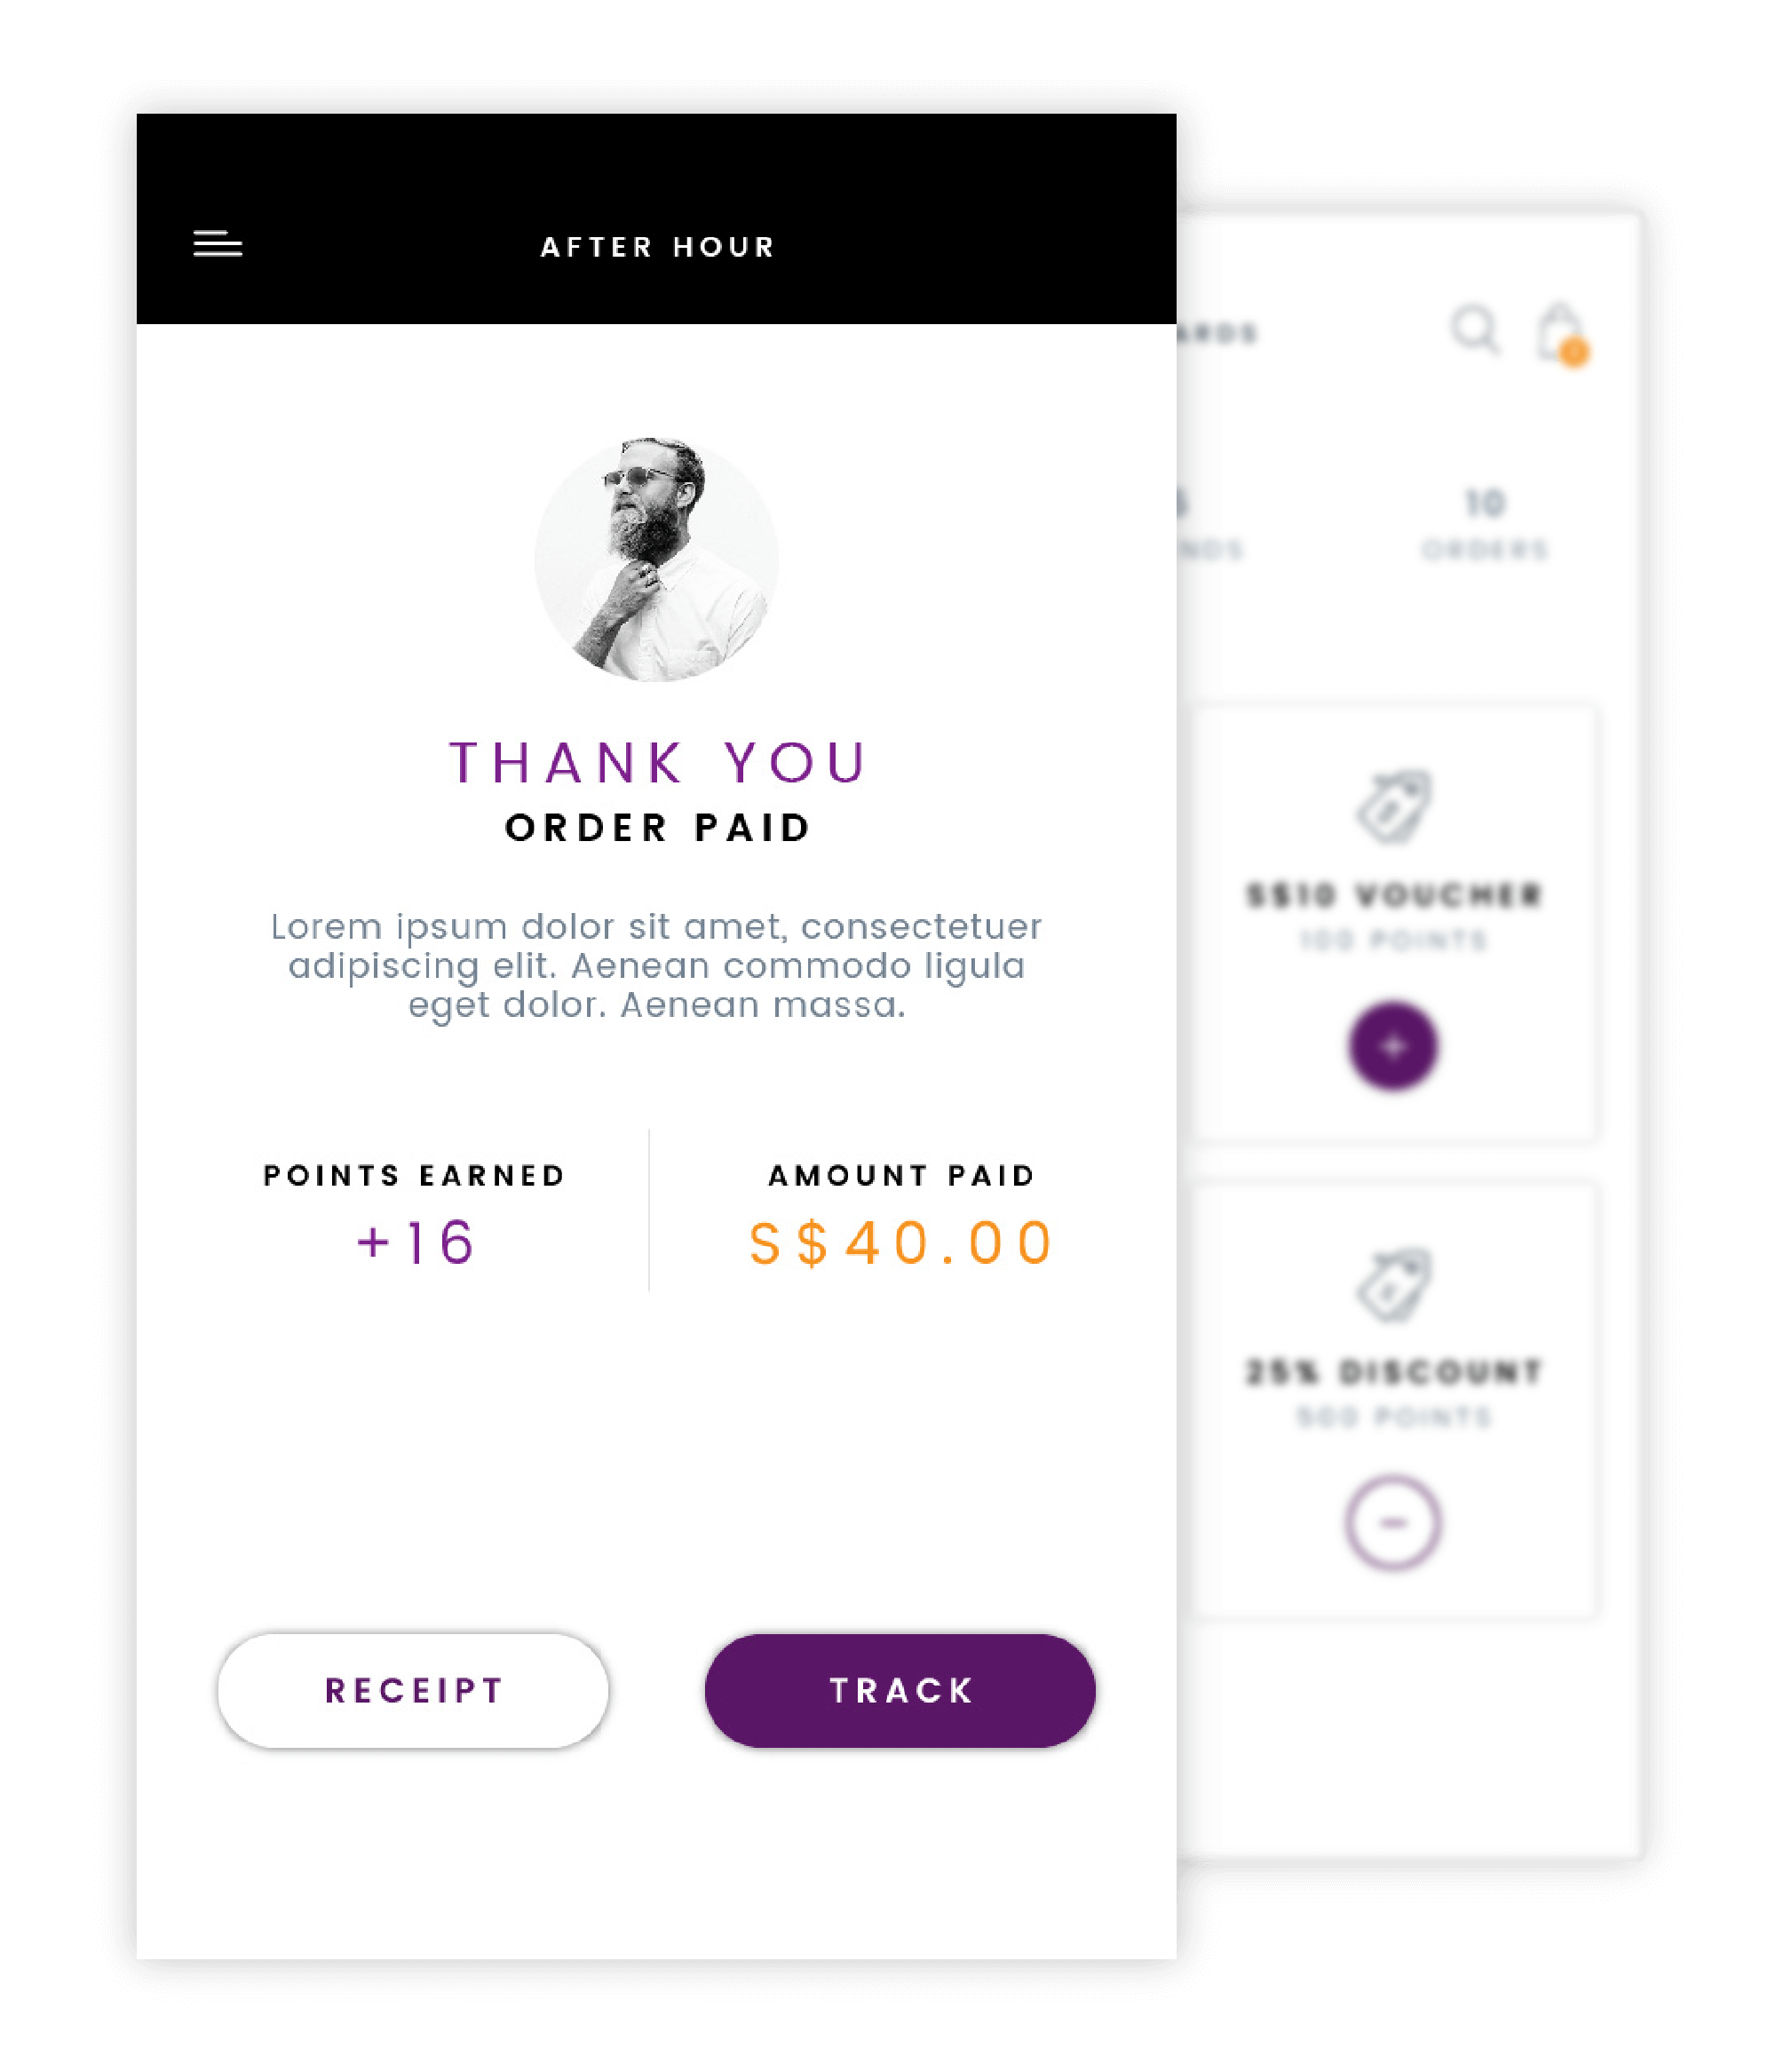 AFTER HOUR
THANK YOU
ORDER PAID
Lorem ipsum dolor sit amet, consectetuer
adipiscing elit. Aenean commodo ligula
eget dolor. Aenean massa.
POINTS EARNED
+16
AMOUNT PAID
S$40.00
RECEIPT
TRACK
10
ORDERS
S$10 VOUCHER
100 POINTS
+
25% DISCOUNT
500 POINTS
-